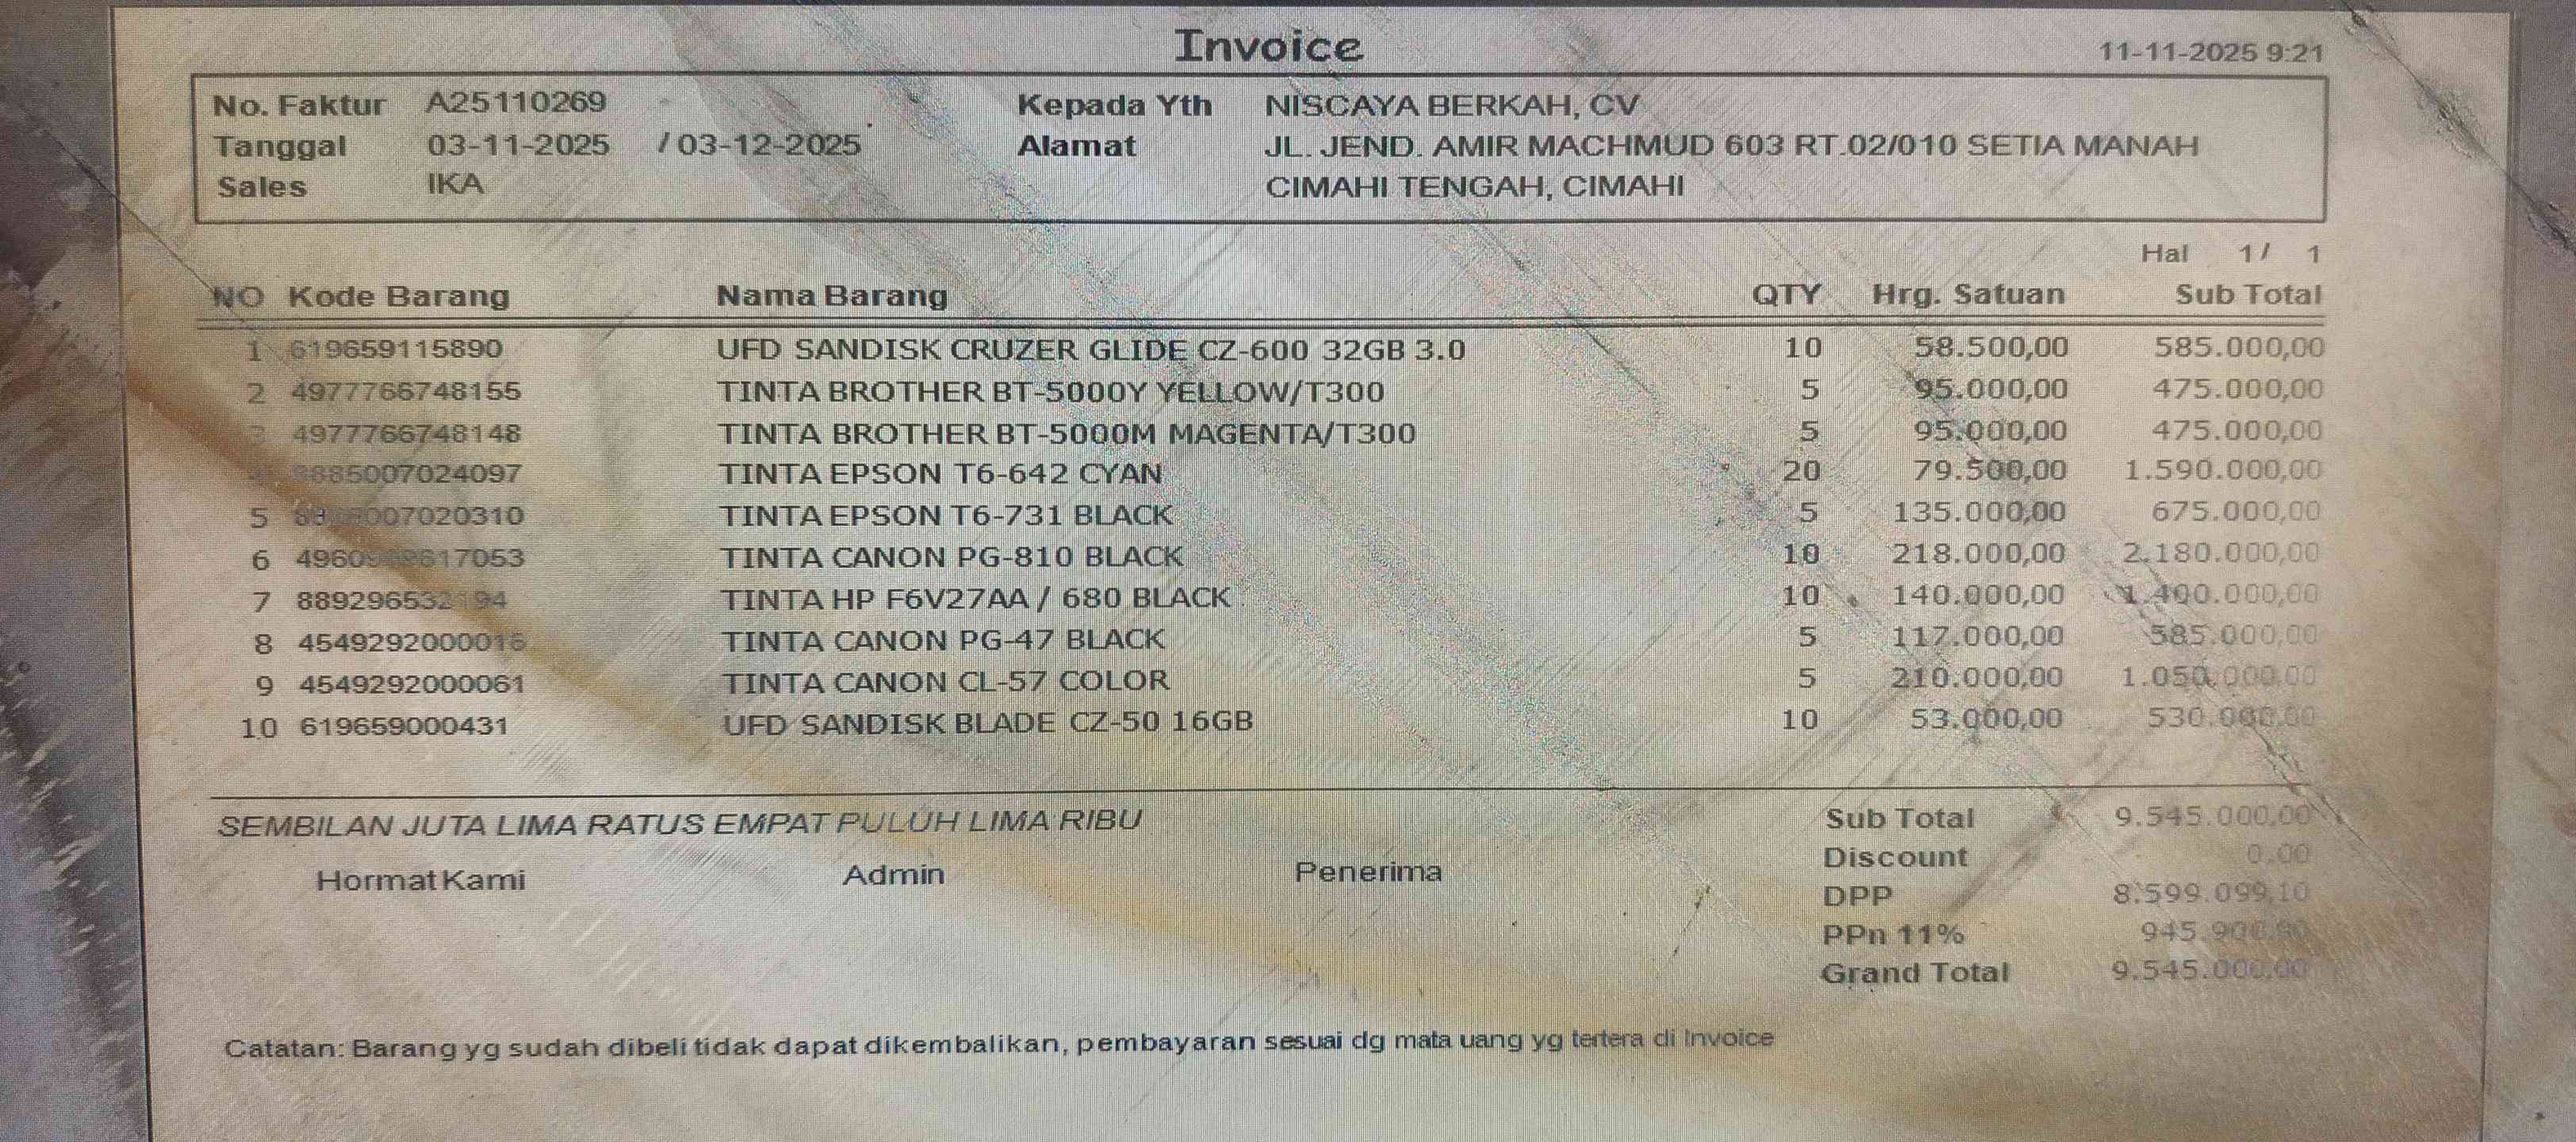 Invoice
11-11-2025 9:21
No. Faktur A25110269 Kepada Yth NISCAYA BERKAH, CV
Tanggal 03-11-2025 / 03-12-2025 Alamat JL. JEND. AMIR MACHMUD 603 RT.02/010 SETIA MANAH
Sales IKA CIMAHI TENGAH, CIMAHI
Hal 1/ 1
NO Kode Barang Nama Barang QTY Hrg. Satuan Sub Total
1 619659115890 UFD SANDISK CRUZER GLIDE CZ-600 32GB 3.0 10 58.500,00 585.000,00
2 4977766748155 TINTA BROTHER BT-5000Y YELLOW/T300 5 95.000,00 475.000,00
3 4977766748148 TINTA BROTHER BT-5000M MAGENTA/T300 5 95.000,00 475.000,00
TINTA EPSON T6-642 CYAN 20 79.500,00 1.590.000,00
5 TINTA EPSON T6-731 BLACK 5 135.000,00 675.000,00
6 TINTA CANON PG-810 BLACK 10 218.000,00 2.180.000,00
7 TINTA HP F6V27AA / 680 BLACK 10 140.000,00 1.400.000,00
8 TINTA CANON PG-47 BLACK 5 117.000,00 585.000,00
9 4549292000061 TINTA CANON CL-57 COLOR 5 210.000,00 1.050.000,00
10 619659000431 UFD SANDISK BLADE CZ-50 16GB 10 53.000,00 530.000,00
SEMBILAN JUTA LIMA RATUS EMPAT PULUH LIMA RIBU Sub Total 9.545.000,00
Discount 0.00
Hormat Kami Admin Penerima
DPP 8.599.099,10
PPn 11% 945.900,90
Grand Total 9.545.000,00
Catatan: Barang yg sudah dibeli tidak dapat dikembalikan, pembayaran sesuai dg mata uang yg tertera di Invoice